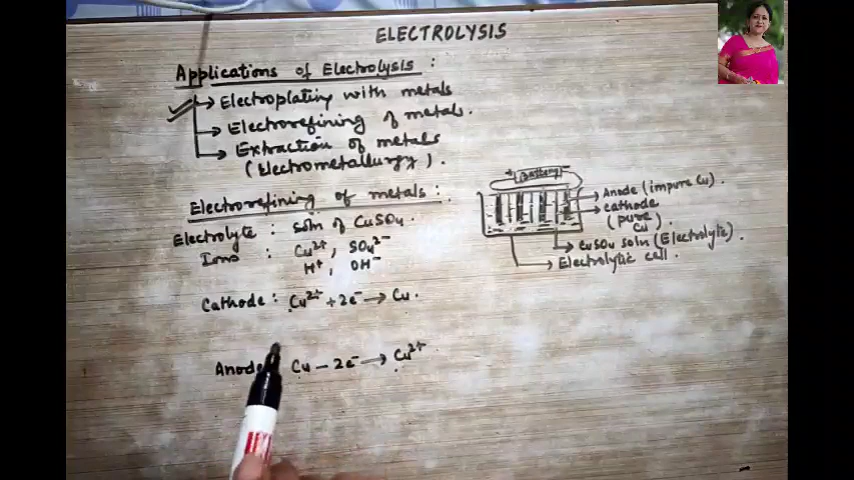 ELECTROLYSIS
Applications of Electrolysis :
→ Electroplating with metals
→ Electrorefining of metals.
→ Extraction of metals
(Electrometallurgy).
Electrorefining of metals :
Electrolyte : soln of CuSO₄.
Ions : Cu²⁺, SO₄²⁻
H⁺, OH⁻
Cathode : Cu²⁺ + 2e⁻ → Cu.
Anode Cu − 2e⁻ → Cu²⁺
Battery
Anode (impure Cu).
cathode
(pure
Cu).
CuSO₄ soln (Electrolyte).
Electrolytic cell.